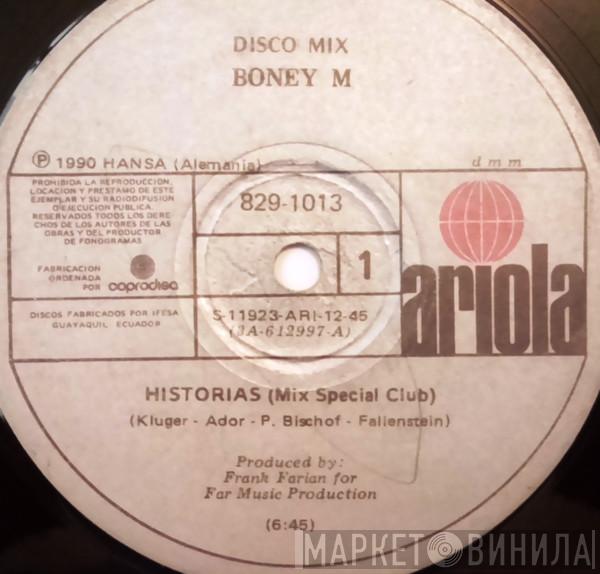 DISCO MIX
BONEY M
Ⓟ 1990 HANSA (Alemania)
d m m
PROHIBIDA LA REPRODUCCION,
LOCACION Y PRESTAMO DE ESTE
EJEMPLAR Y SU RADIODIFUSION
O EJECUCION PUBLICA.
RESERVADOS TODOS LOS DERE
CHOS DE LOS AUTORES DE LAS
OBRAS Y DEL PRODUCTOR
DE FONOGRAMAS
829-1013
FABRICACION
ORDENADA
POR coprodisc
1
ariola
S-11923-ARI-12-45
(3A-612997-A)
DISCOS FABRICADOS POR IFESA
GUAYAQUIL ECUADOR
HISTORIAS (Mix Special Club)
(Kluger - Ador - P. Bischof - Fallenstein)
Produced by:
Frank Farian for
Far Music Production
(6:45)
МАРКЕТ ВИНИЛА